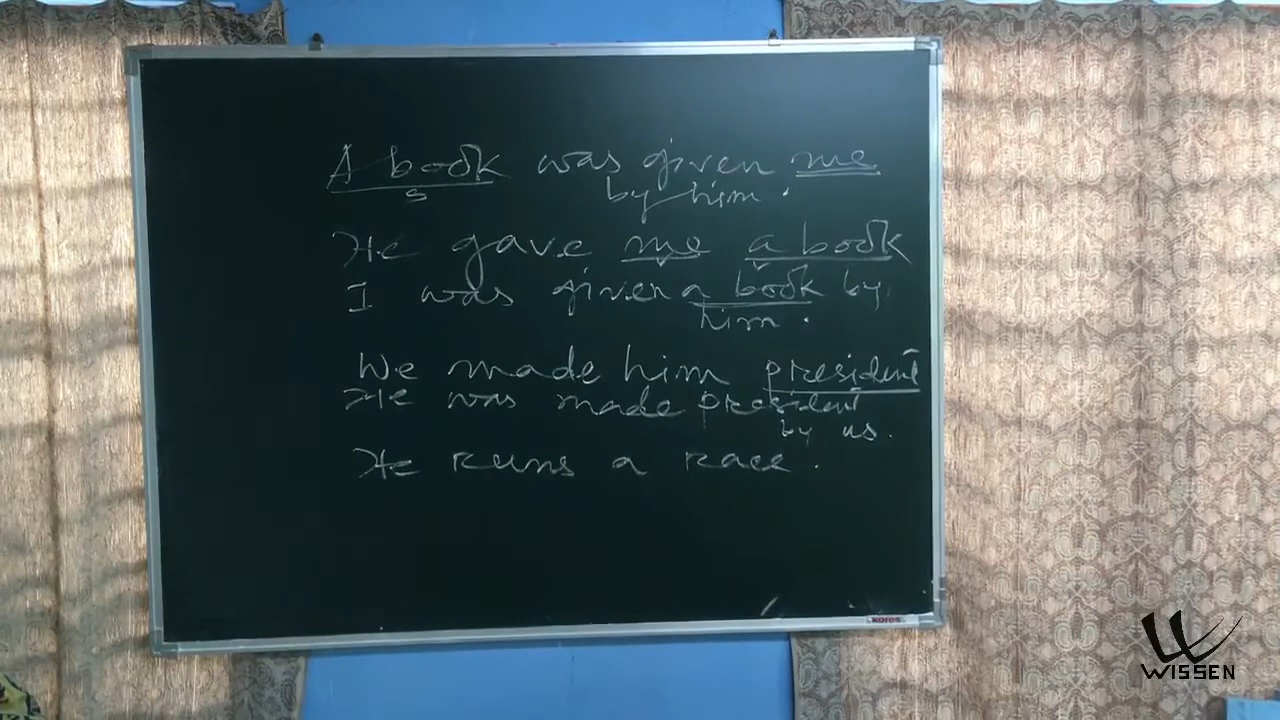 A book was given me
s
by him.
He gave me a book
I was given a book by
him.
We made him president
He was made president
by us.
He runs a race.
Kores
WISSEN